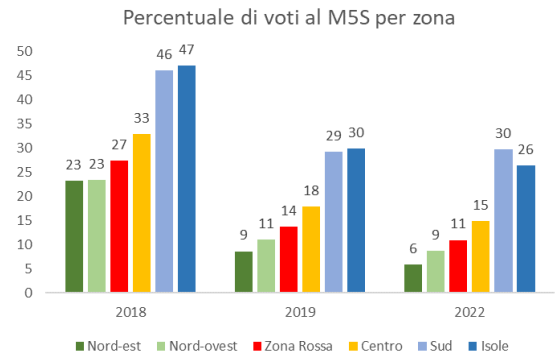 Percentuale di voti al M5S per zona
50
45
40
35
30
25
20
15
10
5
0
23 23 27 33 46 47
9 11 14 18 29 30
6 9 11 15 30 26
2018 2019 2022
Nord-est Nord-ovest Zona Rossa Centro Sud Isole